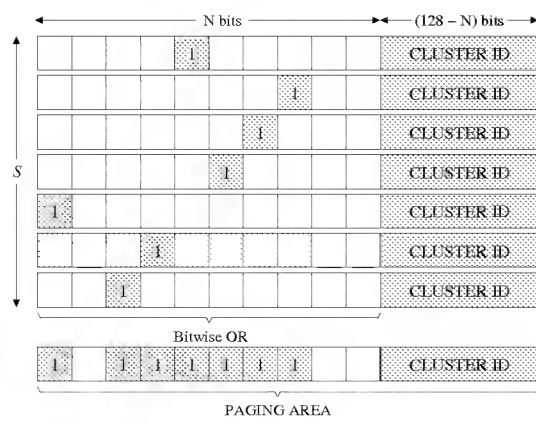 N bits (128 – N) bits
1 CLUSTER ID
1 CLUSTER ID
1 CLUSTER ID
S 1 CLUSTER ID
1 CLUSTER ID
1 CLUSTER ID
1 CLUSTER ID
Bitwise OR
1 1 1 1 1 1 1 CLUSTER ID
PAGING AREA